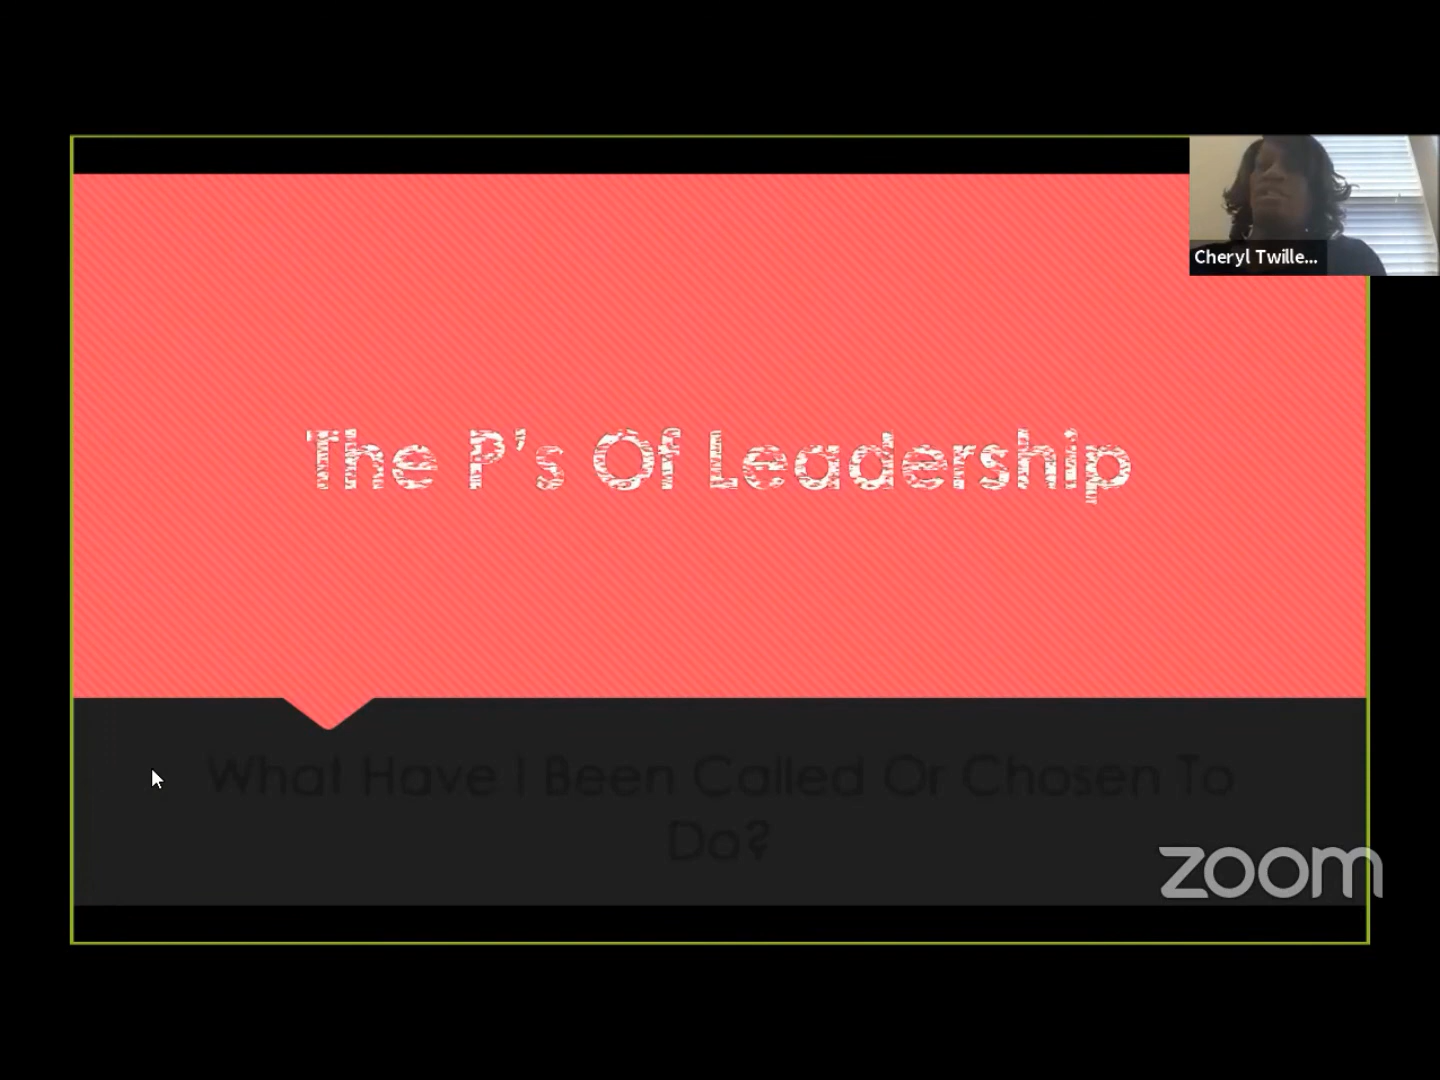 Cheryl Twille...
The P's Of Leadership
What Have I Been Called Or Chosen To
Do?
zoom